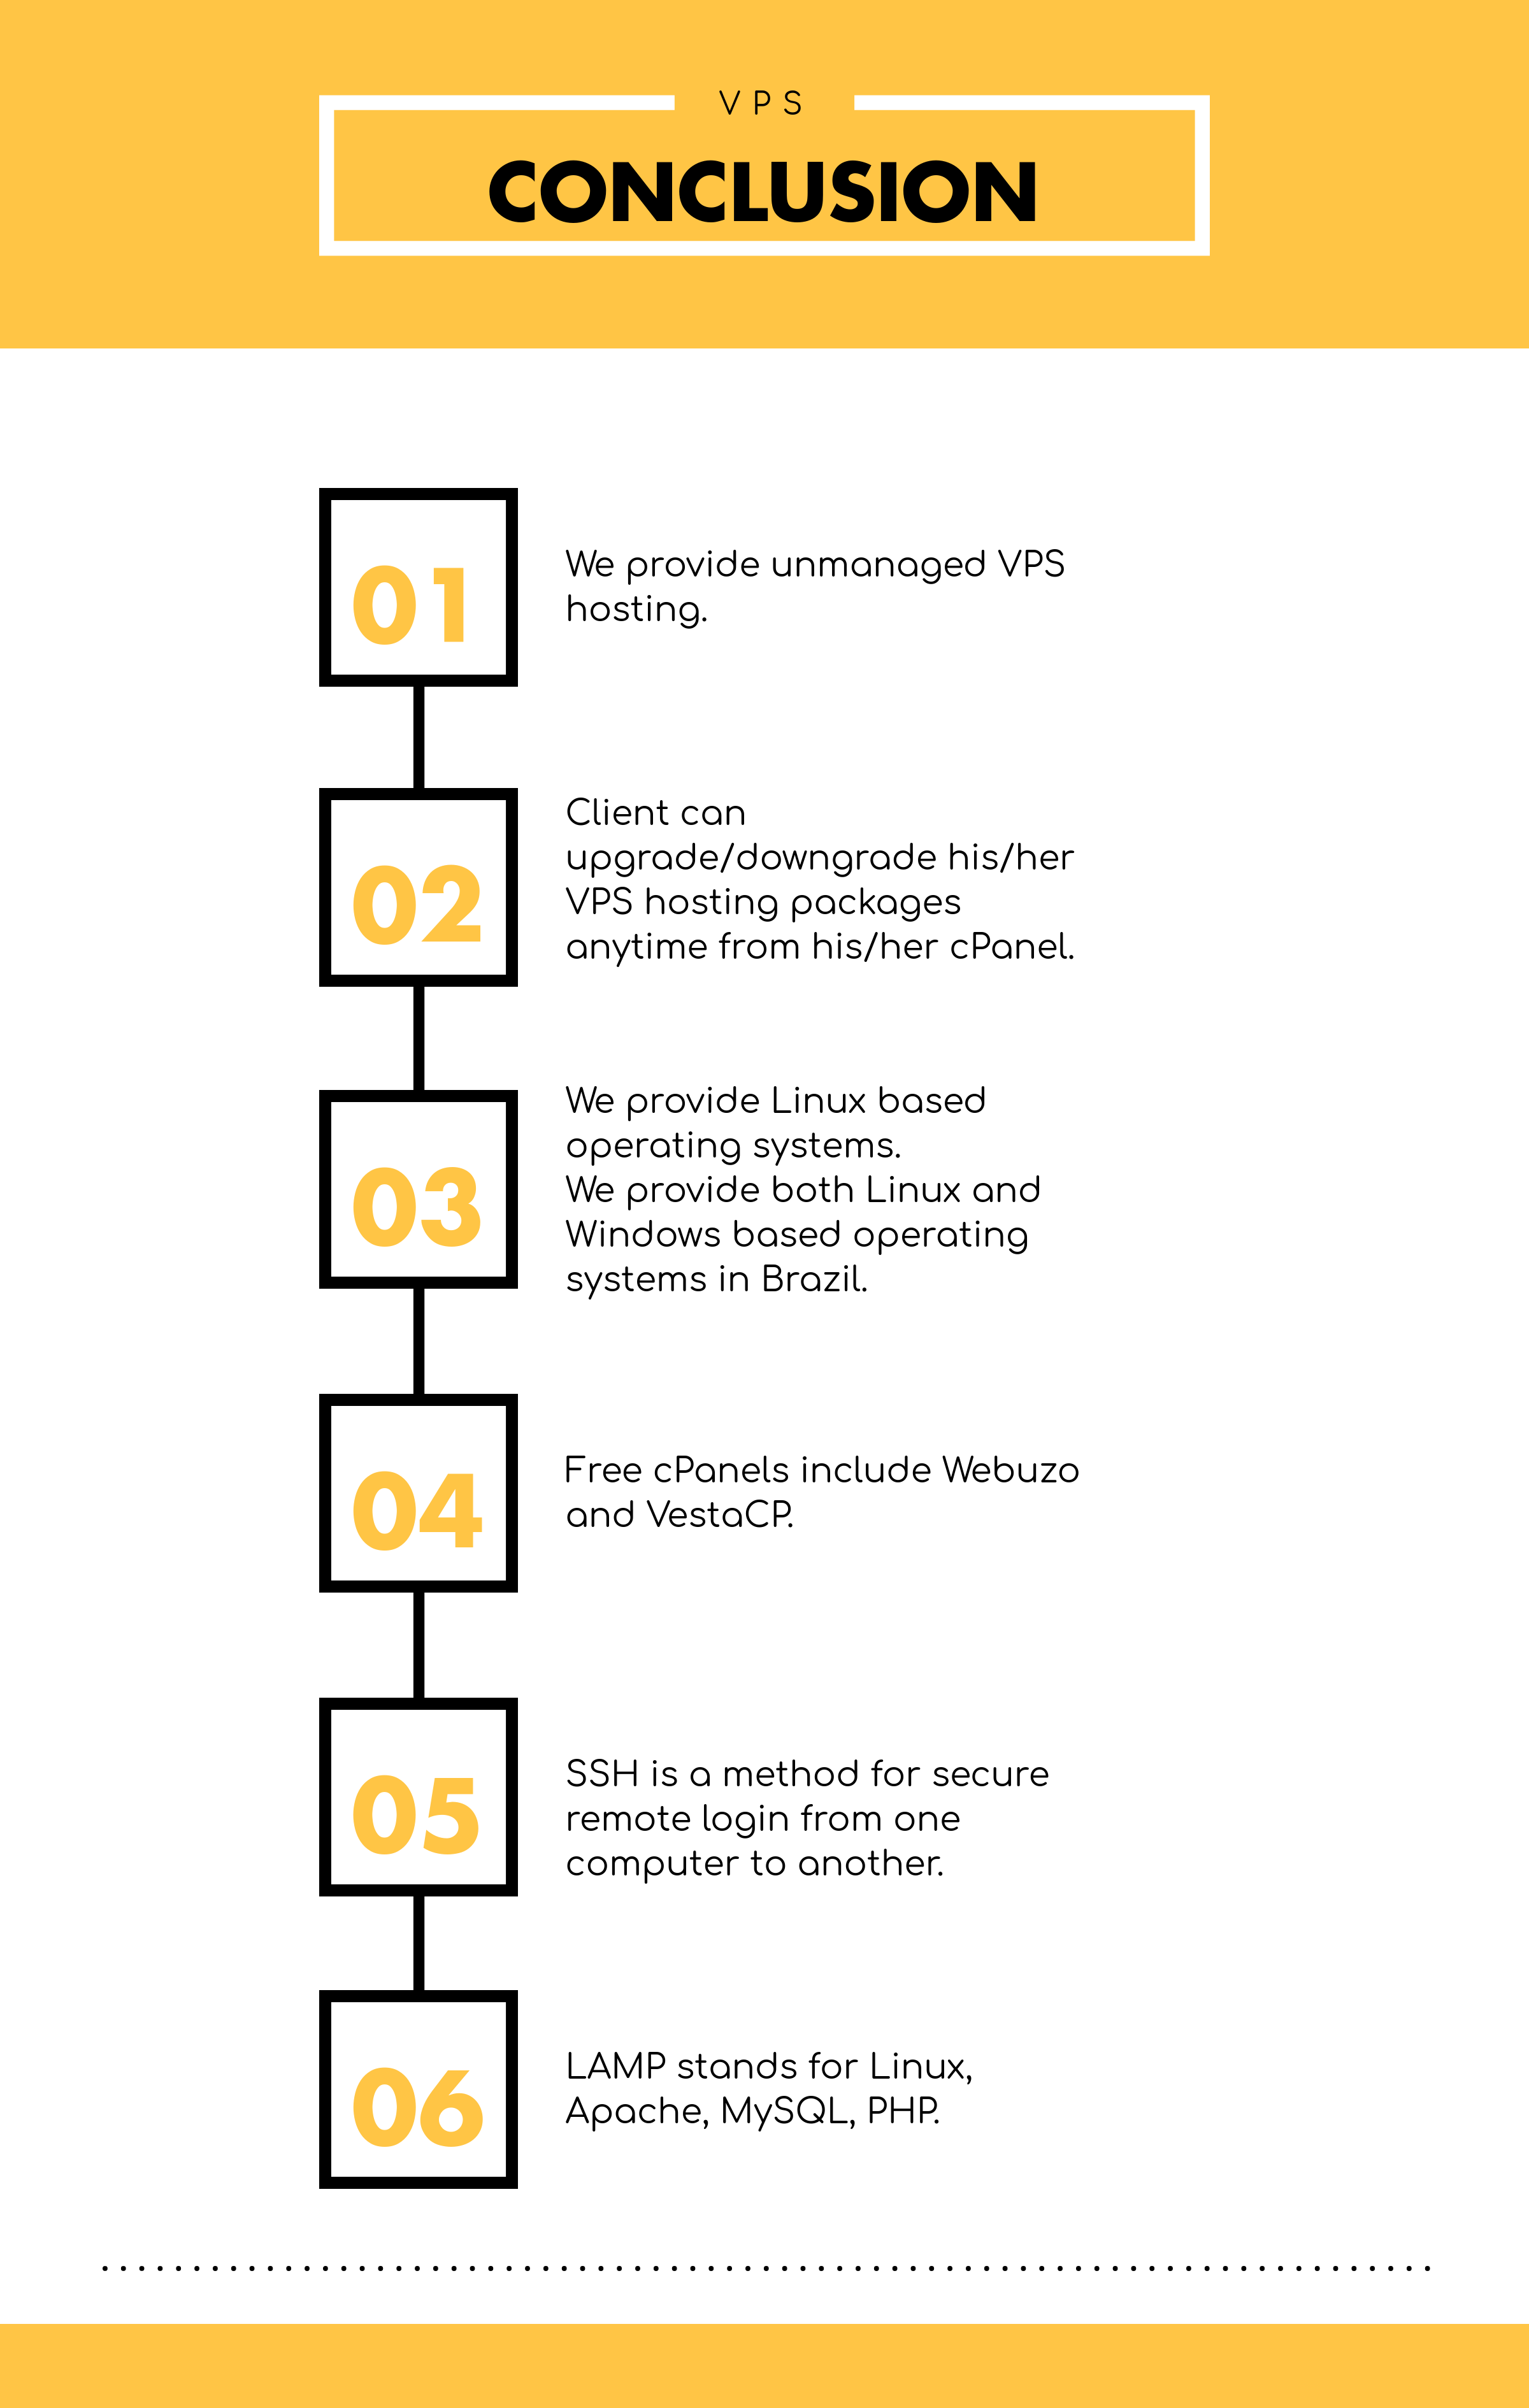 VPS
CONCLUSION
01
We provide unmanaged VPS
hosting.
02
Client can
upgrade/downgrade his/her
VPS hosting packages
anytime from his/her cPanel.
03
We provide Linux based
operating systems.
We provide both Linux and
Windows based operating
systems in Brazil.
04
Free cPanels include Webuzo
and VestaCP.
05
SSH is a method for secure
remote login from one
computer to another.
06
LAMP stands for Linux,
Apache, MySQL, PHP.